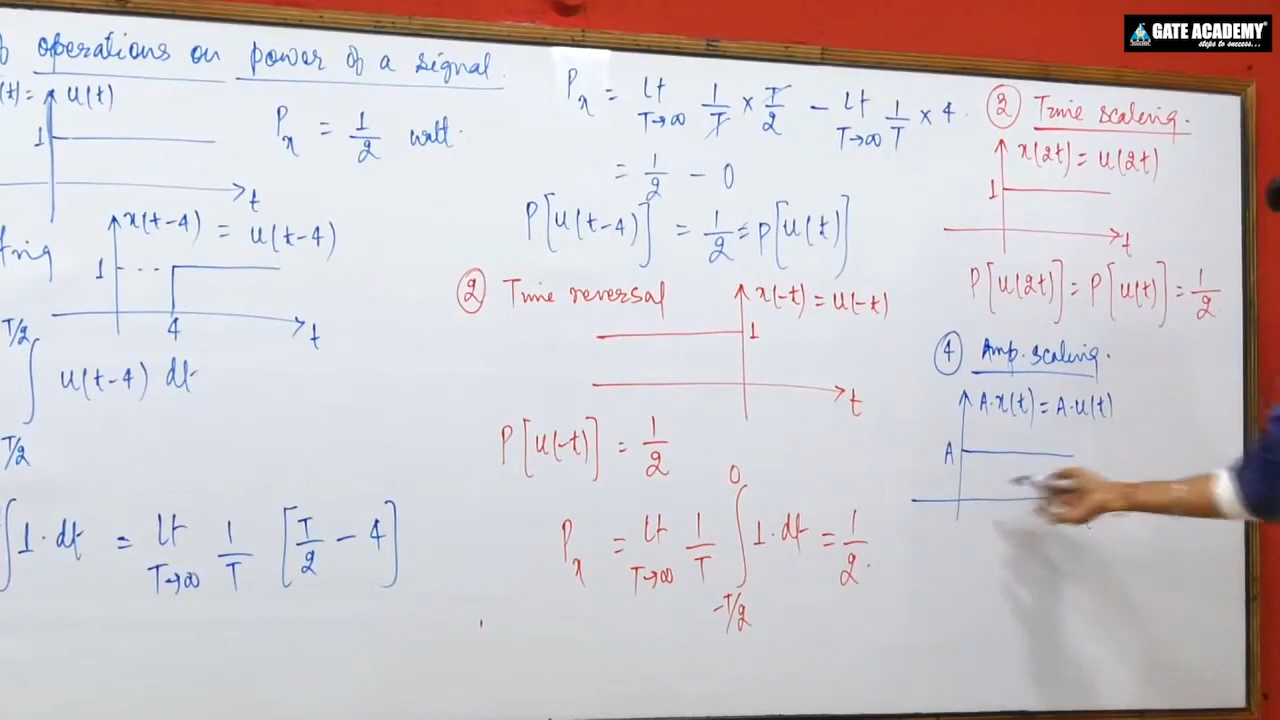 GATE ACADEMY
steps to success...
operations on power of a signal.
(t) = u(t)
1
t
Px = 1/2 watt.
ting
x(t-4) = u(t-4)
1
4
t
T/2
∫ u(t-4) dt
T/2
∫ 1. dt = Lt T→∞ 1/T [T/2 - 4]
Px = Lt T→∞ 1/T × T/2 - Lt T→∞ 1/T × 4.
= 1/2 - 0
P[u(t-4)] = 1/2 = P[u(t)]
② Time reversal
x(-t) = u(-t)
1
t
P[u(-t)] = 1/2
Px = Lt T→∞ 1/T ∫ -T/2 0 1. dt = 1/2.
③ Time scaling.
x(2t) = u(2t)
1
t
P[u(2t)] = P[u(t)] = 1/2
④ Amp. scaling.
A.x(t) = A.u(t)
A